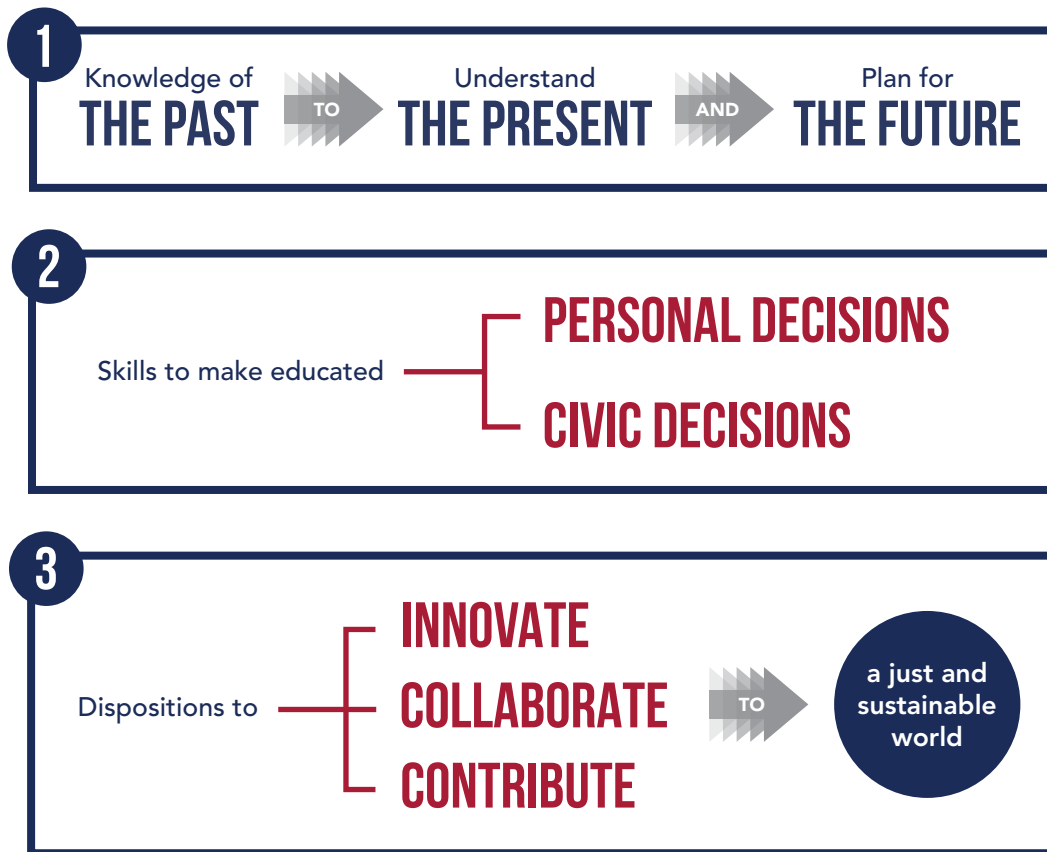 1
Knowledge of
THE PAST
TO
Understand
THE PRESENT
AND
Plan for
THE FUTURE
2
Skills to make educated
PERSONAL DECISIONS
CIVIC DECISIONS
3
Dispositions to
INNOVATE
COLLABORATE
CONTRIBUTE
TO
a just and
sustainable
world